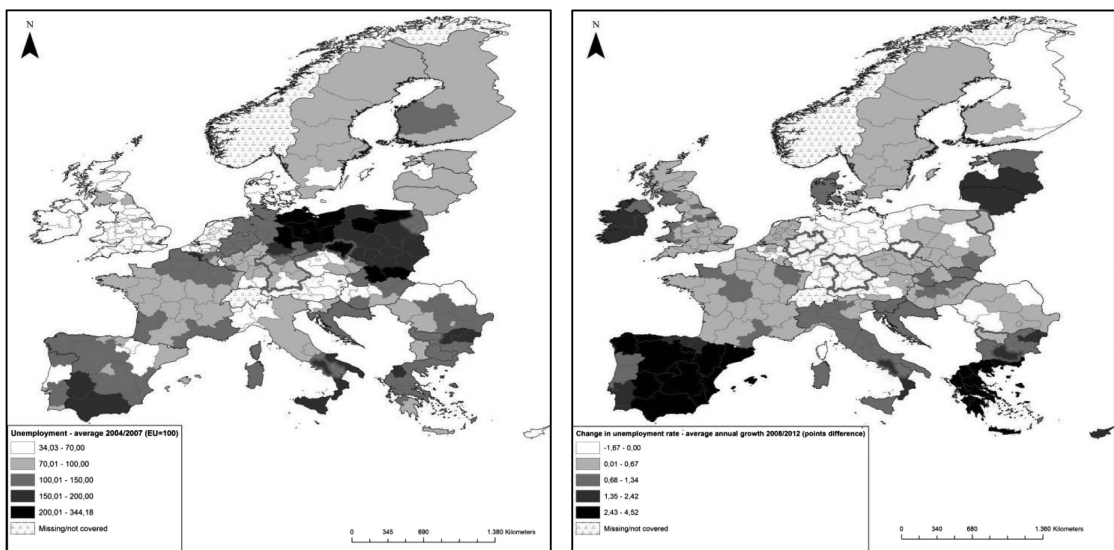 N
Unemployment - average 2004/2007 (EU=100)
34,03 - 70,00
70,01 - 100,00
100,01 - 150,00
150,01 - 200,00
200,01 - 344,18
Missing/not covered
0 345 690 1.380 Kilometers
N
Change in unemployment rate - average annual growth 2008/2012 (points difference)
-1,67 - 0,00
0,01 - 0,67
0,68 - 1,34
1,35 - 2,42
2,43 - 4,52
Missing/not covered
0 340 680 1.360 Kilometers